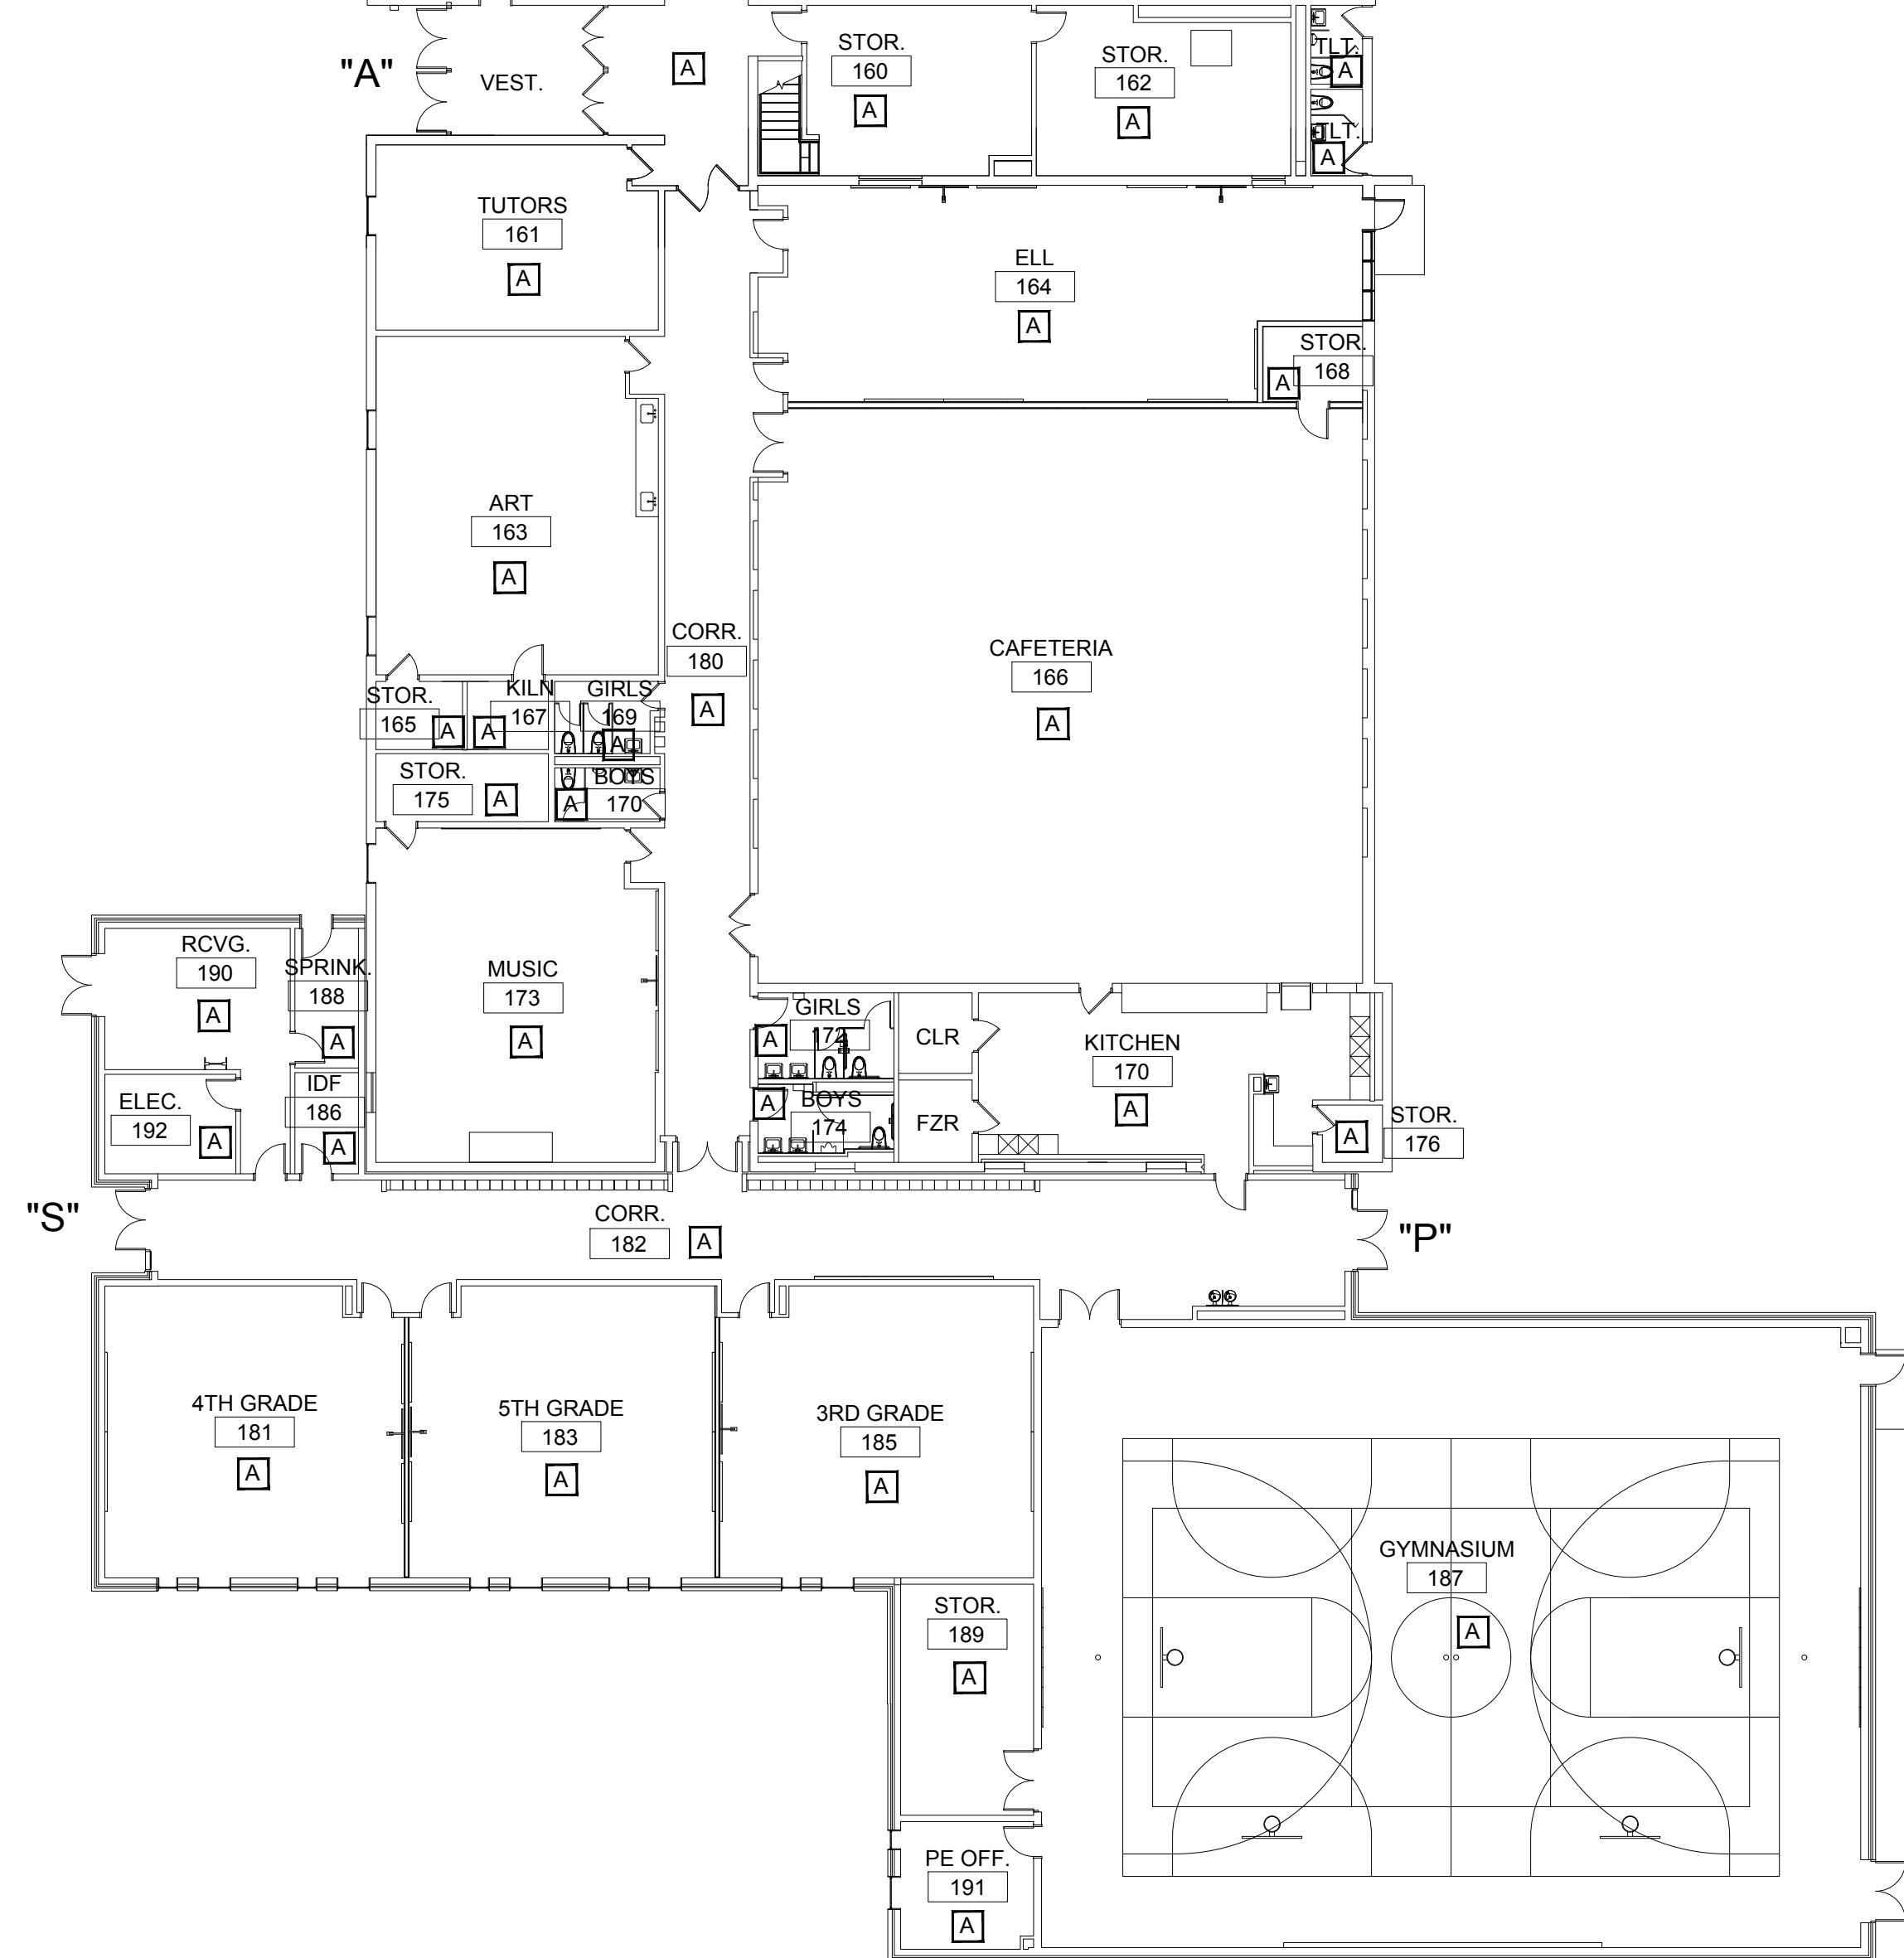 "A"
VEST.
A
STOR.
160
A
STOR.
162
A
TLT.
A
TLT.
A
TUTORS
161
A
ELL
164
A
STOR.
168
A
ART
163
A
CORR.
180
A
CAFETERIA
166
A
STOR.
165
A
KILN
167
A
GIRLS
169
A
STOR.
175
A
BOYS
170
A
RCVG.
190
A
SPRINK.
188
A
MUSIC
173
A
GIRLS
172
A
CLR
KITCHEN
170
A
ELEC.
192
A
IDF
186
A
BOYS
174
A
FZR
STOR.
176
A
"S"
CORR.
182
A
"P"
4TH GRADE
181
A
5TH GRADE
183
A
3RD GRADE
185
A
GYMNASIUM
187
A
STOR.
189
A
PE OFF.
191
A